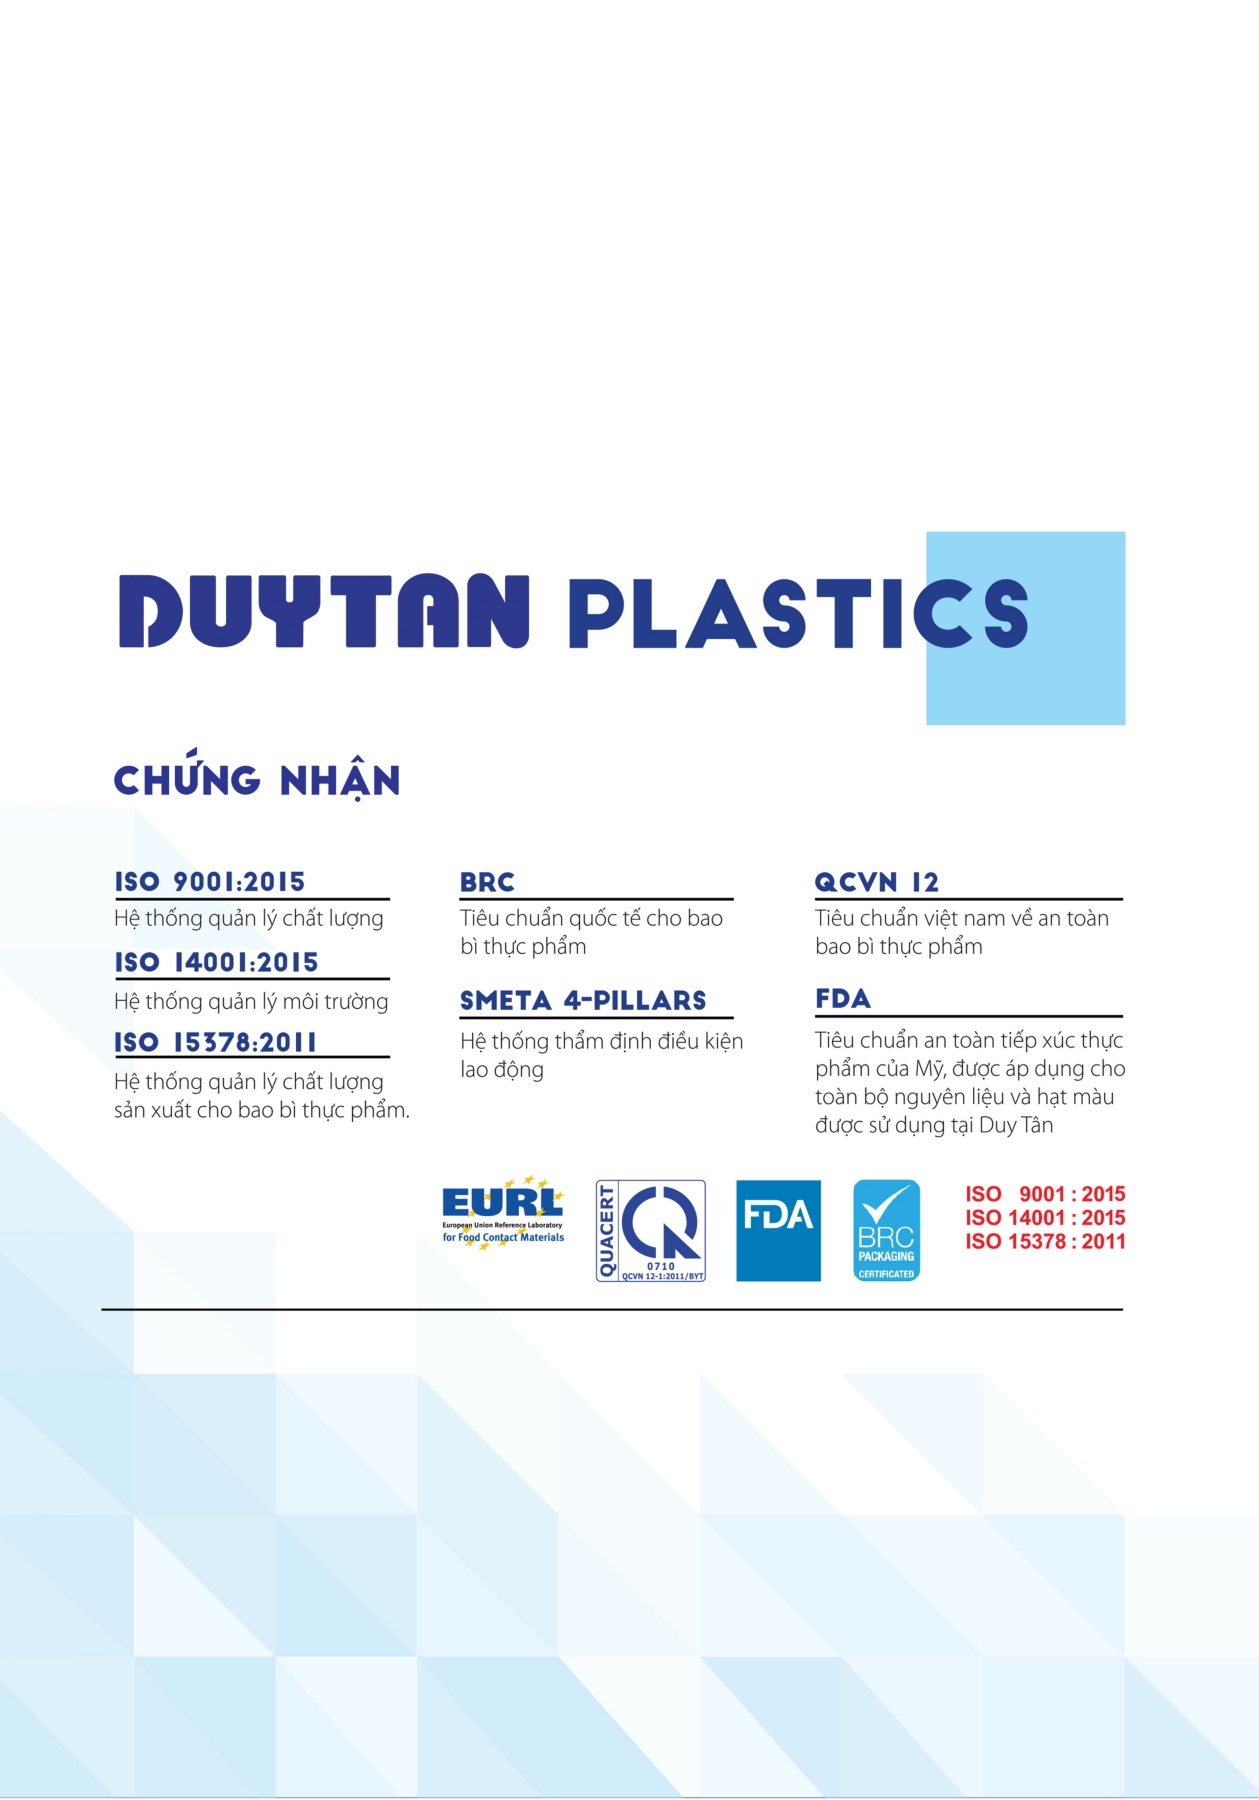 DUYTAN PLASTICS
CHỨNG NHẬN
ISO 9001:2015
Hệ thống quản lý chất lượng
ISO 14001:2015
Hệ thống quản lý môi trường
ISO 15378:2011
Hệ thống quản lý chất lượng
sản xuất cho bao bì thực phẩm.
BRC
Tiêu chuẩn quốc tế cho bao
bì thực phẩm
SMETA 4-PILLARS
Hệ thống thẩm định điều kiện
lao động
QCVN 12
Tiêu chuẩn việt nam về an toàn
bao bì thực phẩm
FDA
Tiêu chuẩn an toàn tiếp xúc thực
phẩm của Mỹ, được áp dụng cho
toàn bộ nguyên liệu và hạt màu
được sử dụng tại Duy Tân
EURL
European Union Reference Laboratory
for Food Contact Materials
QUACERT
0710
QCVN 12-1:2011/BYT
FDA
BRC
PACKAGING
CERTIFICATED
ISO 9001 : 2015
ISO 14001 : 2015
ISO 15378 : 2011